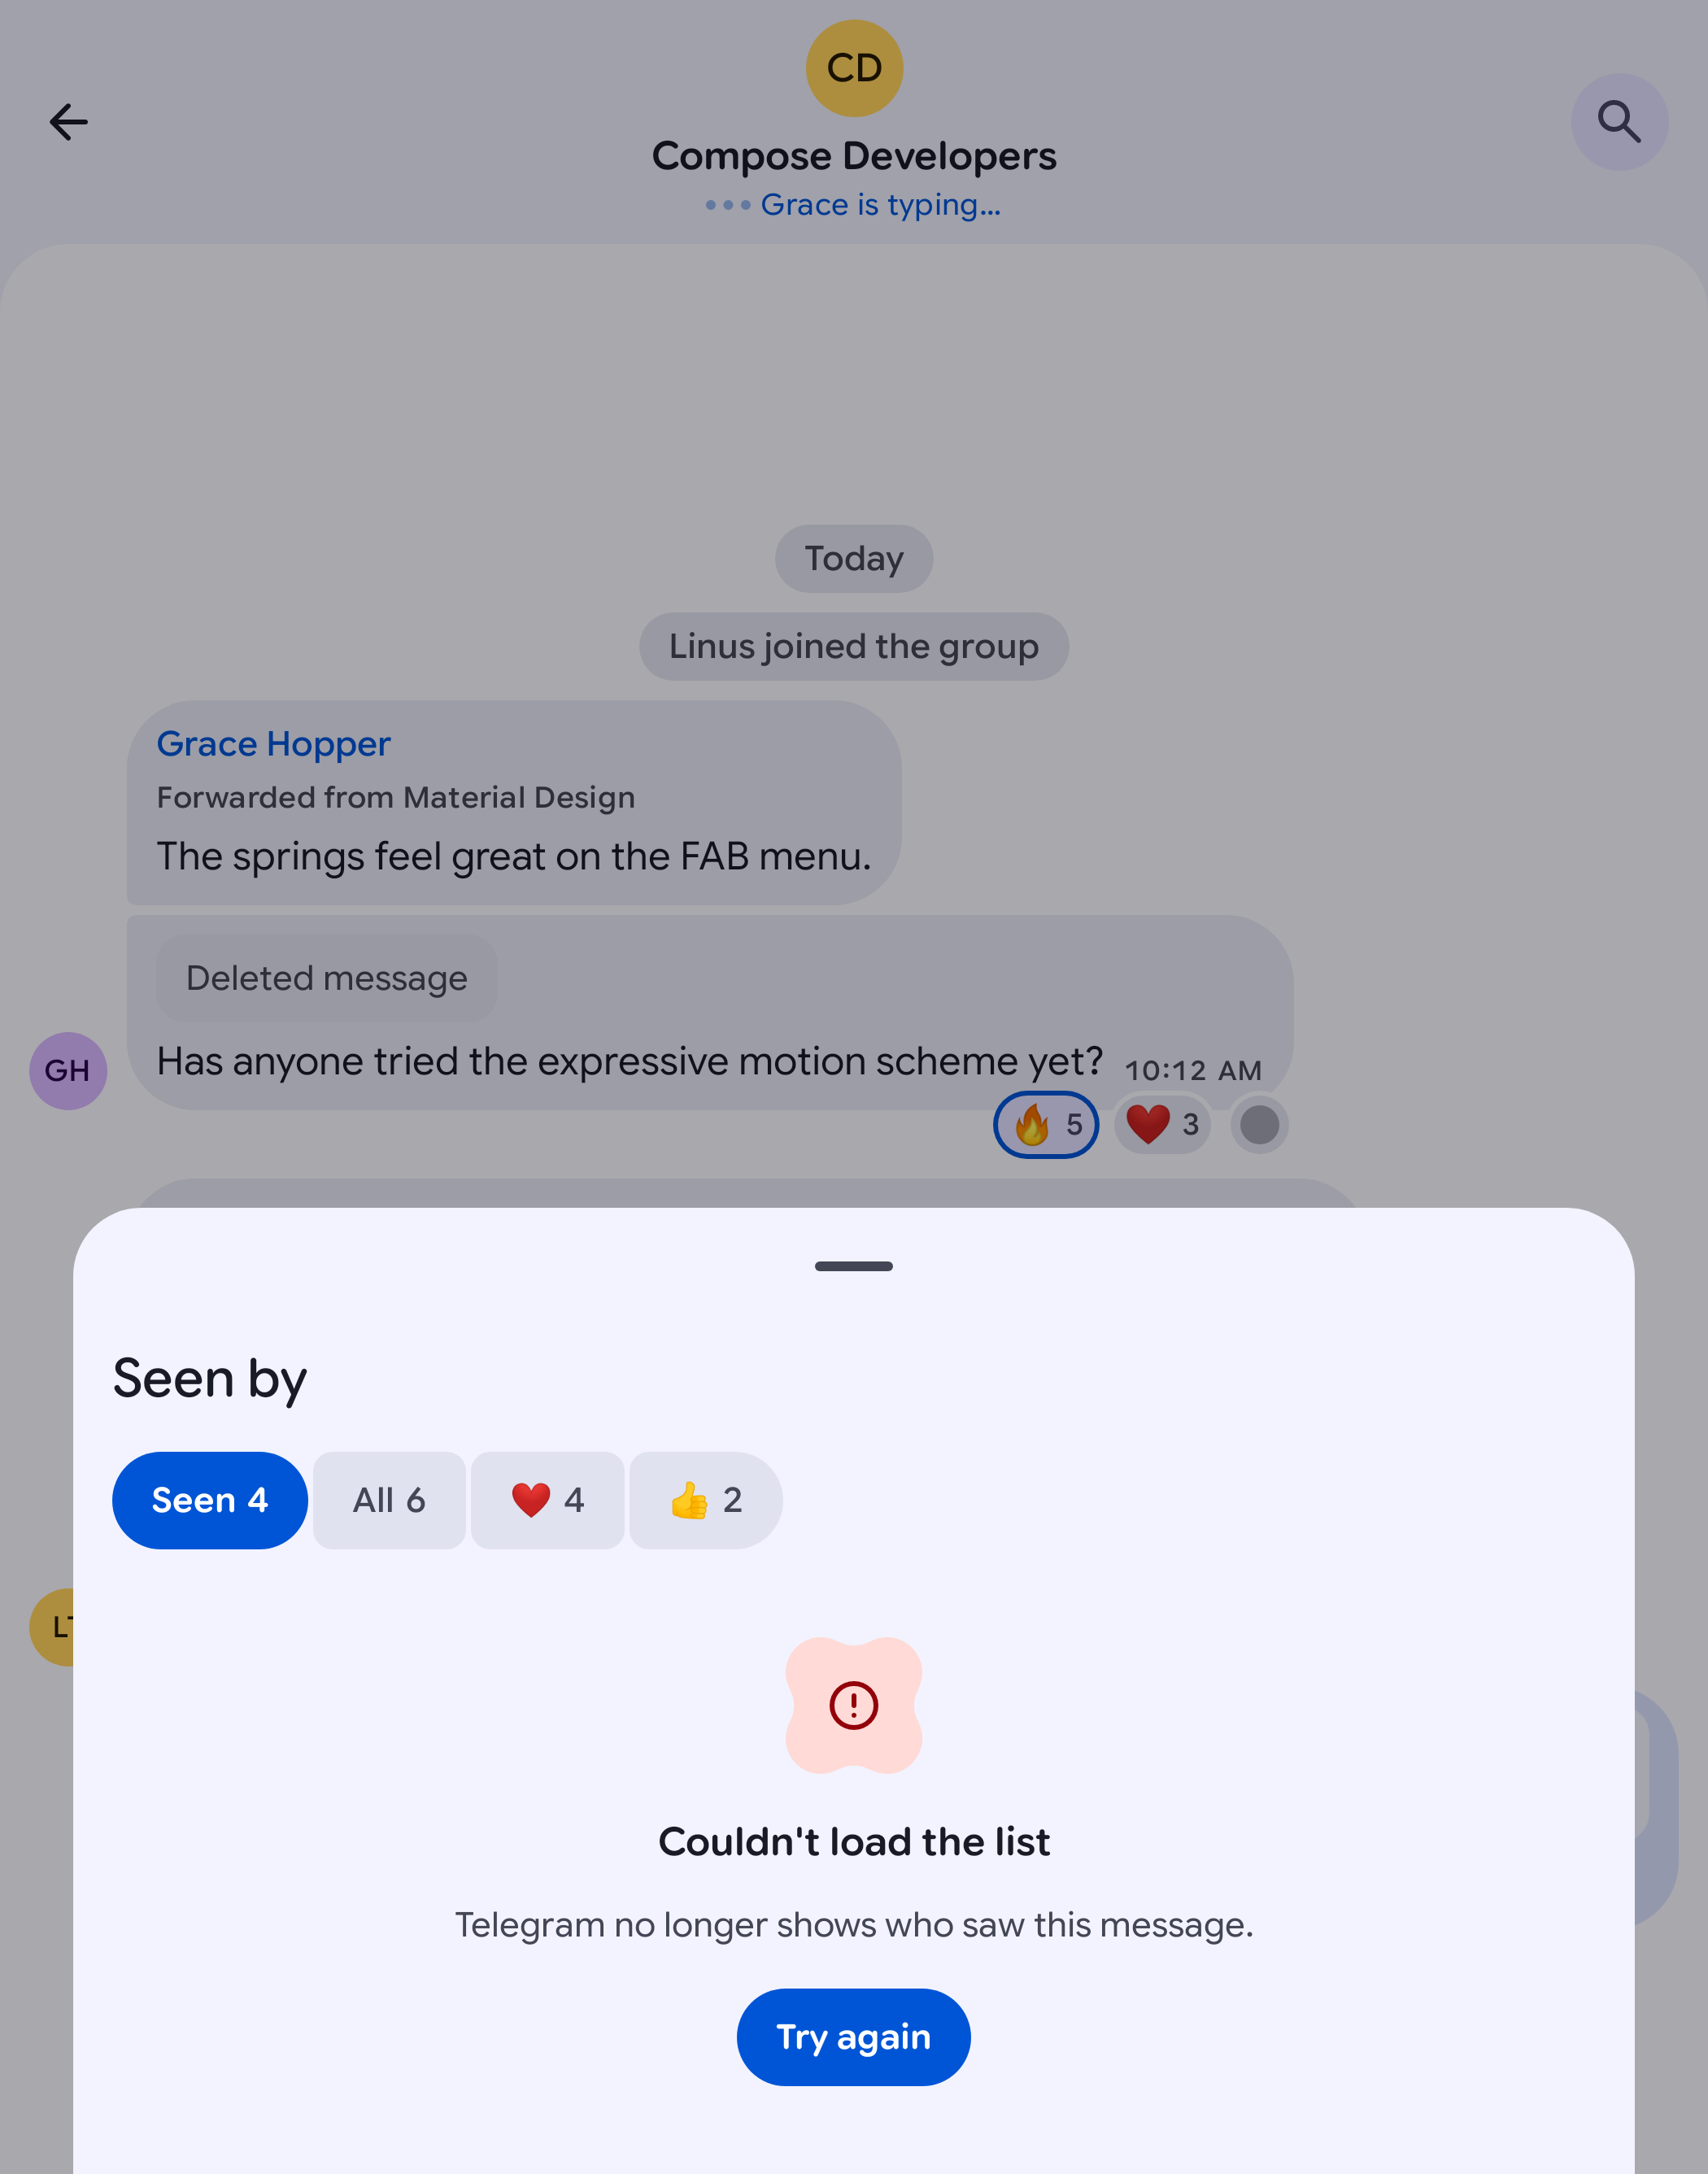 CD
Compose Developers
Grace is typing...
Today
Linus joined the group
Grace Hopper
Forwarded from Material Design
The springs feel great on the FAB menu.
Deleted message
GH
Has anyone tried the expressive motion scheme yet? 10:12 AM
🔥 5 ❤️ 3
Seen by
Seen 4 All 6 ❤️ 4 👍 2
Couldn't load the list
Telegram no longer shows who saw this message.
Try again